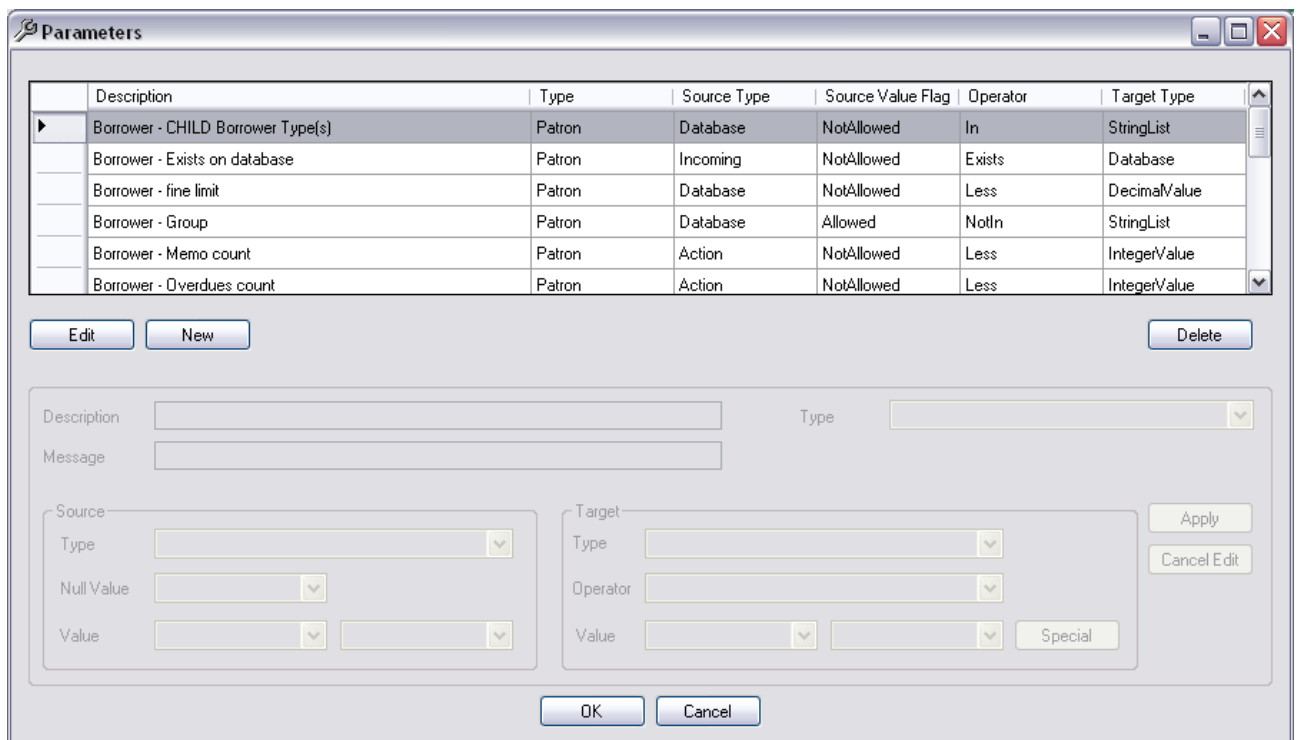 Parameters
Description Type Source Type Source Value Flag Operator Target Type
Borrower - CHILD Borrower Type(s) Patron Database NotAllowed In StringList
Borrower - Exists on database Patron Incoming NotAllowed Exists Database
Borrower - fine limit Patron Database NotAllowed Less DecimalValue
Borrower - Group Patron Database Allowed NotIn StringList
Borrower - Memo count Patron Action NotAllowed Less IntegerValue
Borrower - Overdues count Patron Action NotAllowed Less IntegerValue
Edit New Delete
Description Type
Message
Source Target
Apply
Type Type
Cancel Edit
Null Value Operator
Value Value Special
OK Cancel